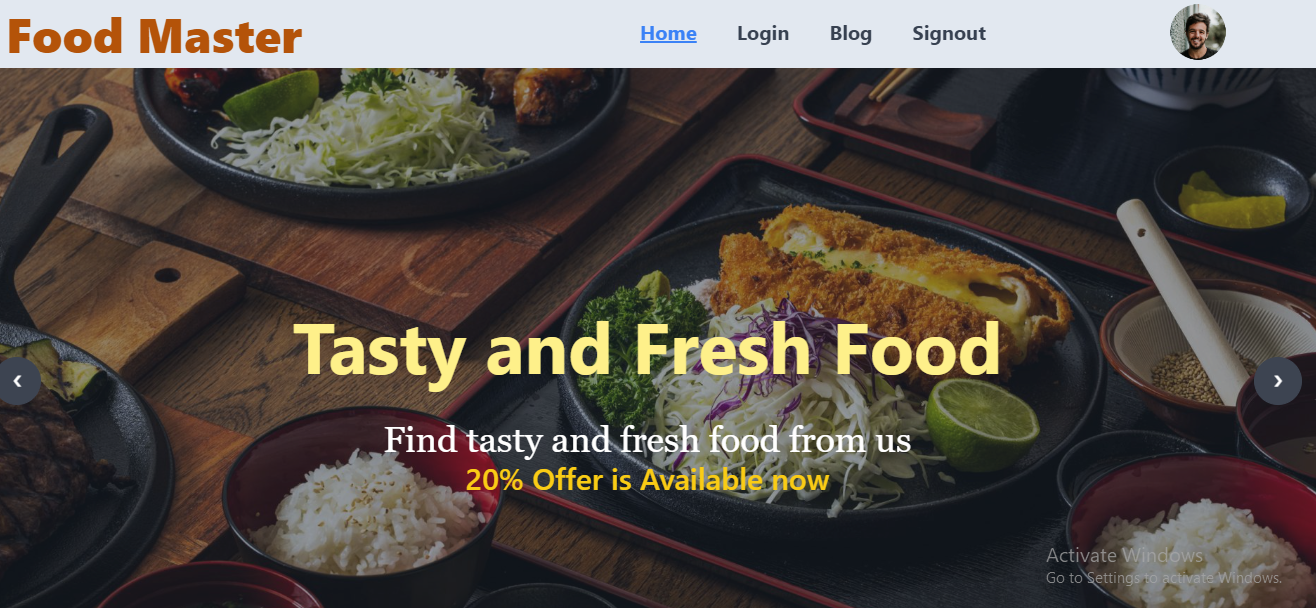 Food Master
Home Login Blog Signout
Tasty and Fresh Food
‹ ›
Find tasty and fresh food from us
20% Offer is Available now
Activate Windows
Go to Settings to activate Windows.